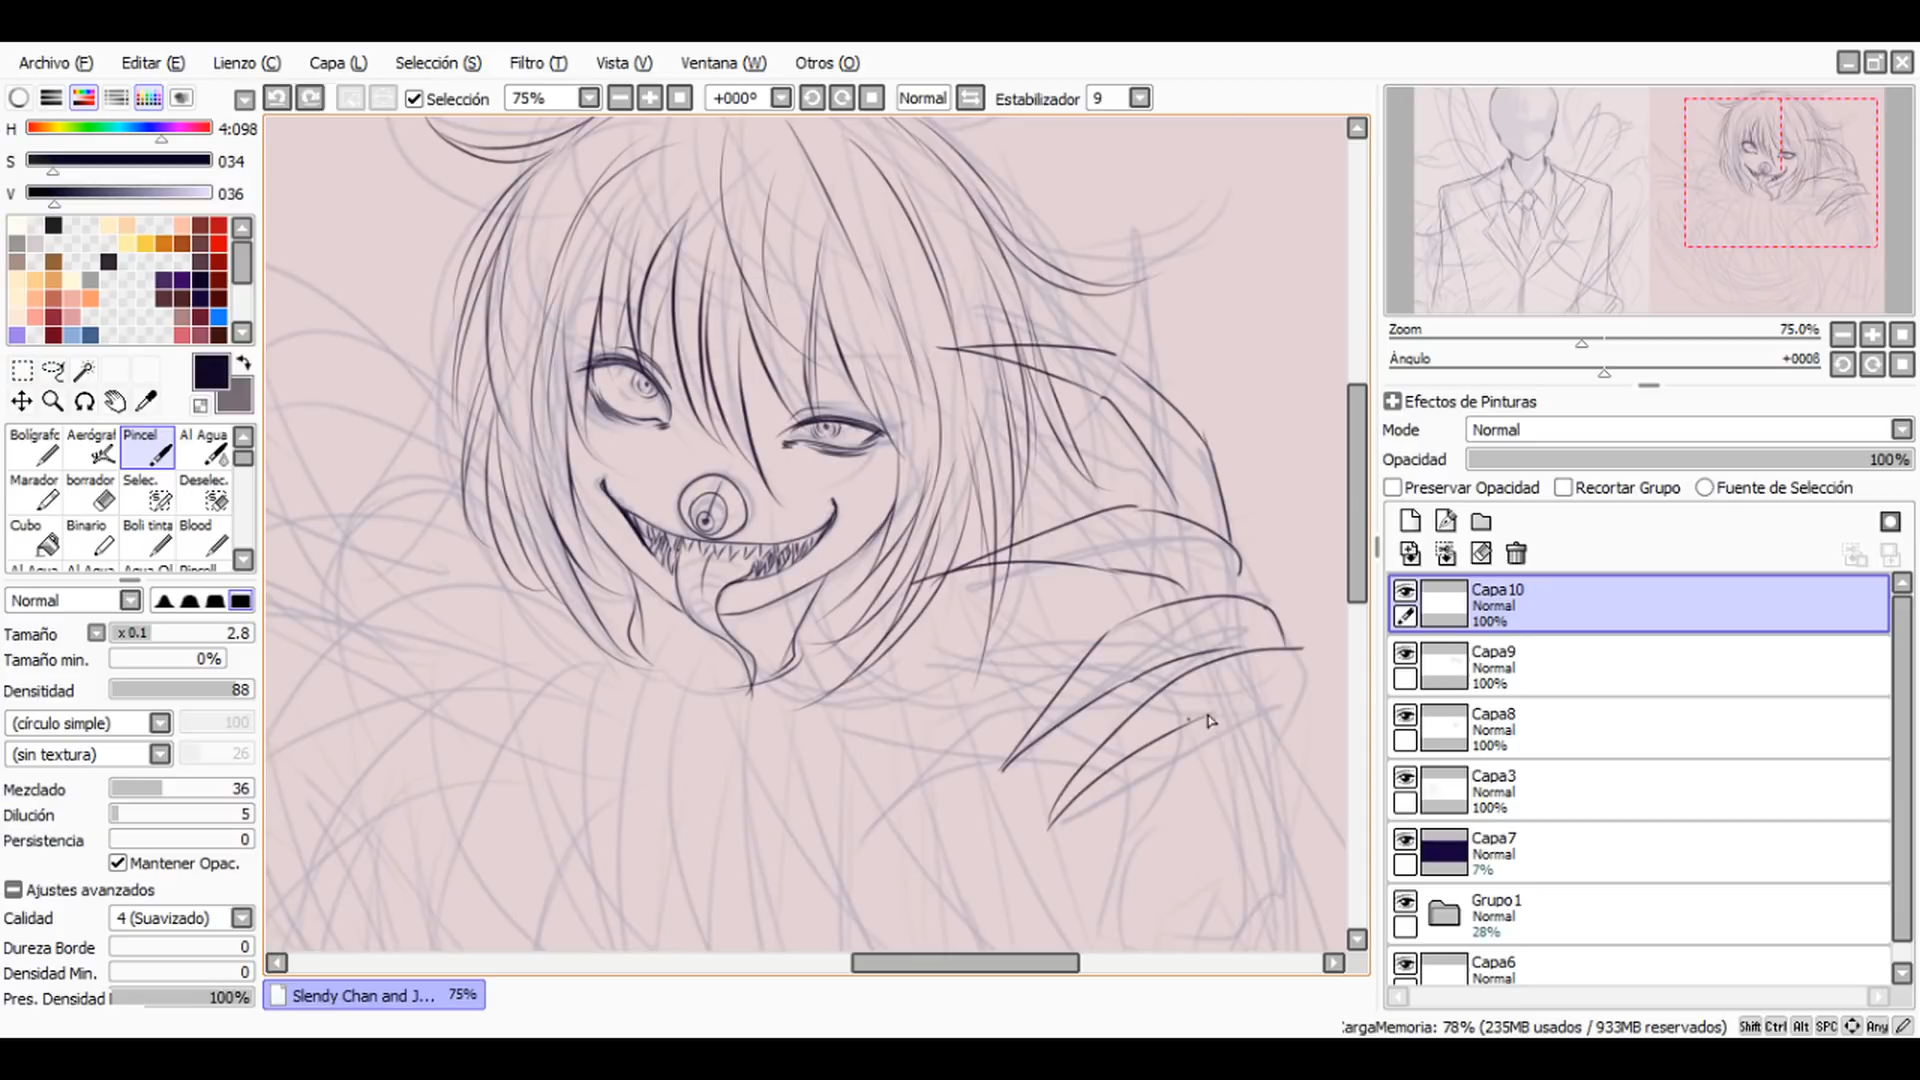 Archivo (F) Editar (E) Lienzo (C) Capa (L) Selección (S) Filtro (T) Vista (V) Ventana (W) Otros (O)
Selección 75% +000º Normal Estabilizador 9
H 4:098
S 034
V 036
Bolígrafc Aerógraf Pincel Al Agua
Marador borrador Selec. Deselec.
Cubo Binario Boli tinta Blood
Normal
Tamaño x 0.1 2.8
Tamaño min. 0%
Densitidad 88
(círculo simple) 100
(sin textura) 26
Mezclado 36
Dilución 5
Persistencia 0
Mantener Opac.
Ajustes avanzados
Calidad 4 (Suavizado)
Dureza Borde 0
Densidad Min. 0
Pres. Densidad 100%
Slendy Chan and J... 75%
Zoom 75.0%
Ángulo +000
Efectos de Pinturas
Mode Normal
Opacidad 100%
Preservar Opacidad Recortar Grupo Fuente de Selección
Capa10
Normal
100%
Capa9
Normal
100%
Capa8
Normal
100%
Capa3
Normal
100%
Capa7
Normal
7%
Grupo1
Normal
28%
Capa6
Normal
argaMemoria: 78% (235MB usados / 933MB reservados) Shift Ctrl Alt SPC Any